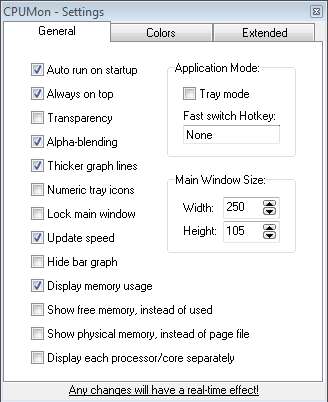 CPUMon - Settings
General
Colors
Extended
Auto run on startup
Always on top
Transparency
Alpha-blending
Thicker graph lines
Numeric tray icons
Lock main window
Update speed
Hide bar graph
Display memory usage
Show free memory, instead of used
Show physical memory, instead of page file
Display each processor/core separately
Application Mode:
Tray mode
Fast switch Hotkey:
None
Main Window Size:
Width: 250
Height: 105
Any changes will have a real-time effect!